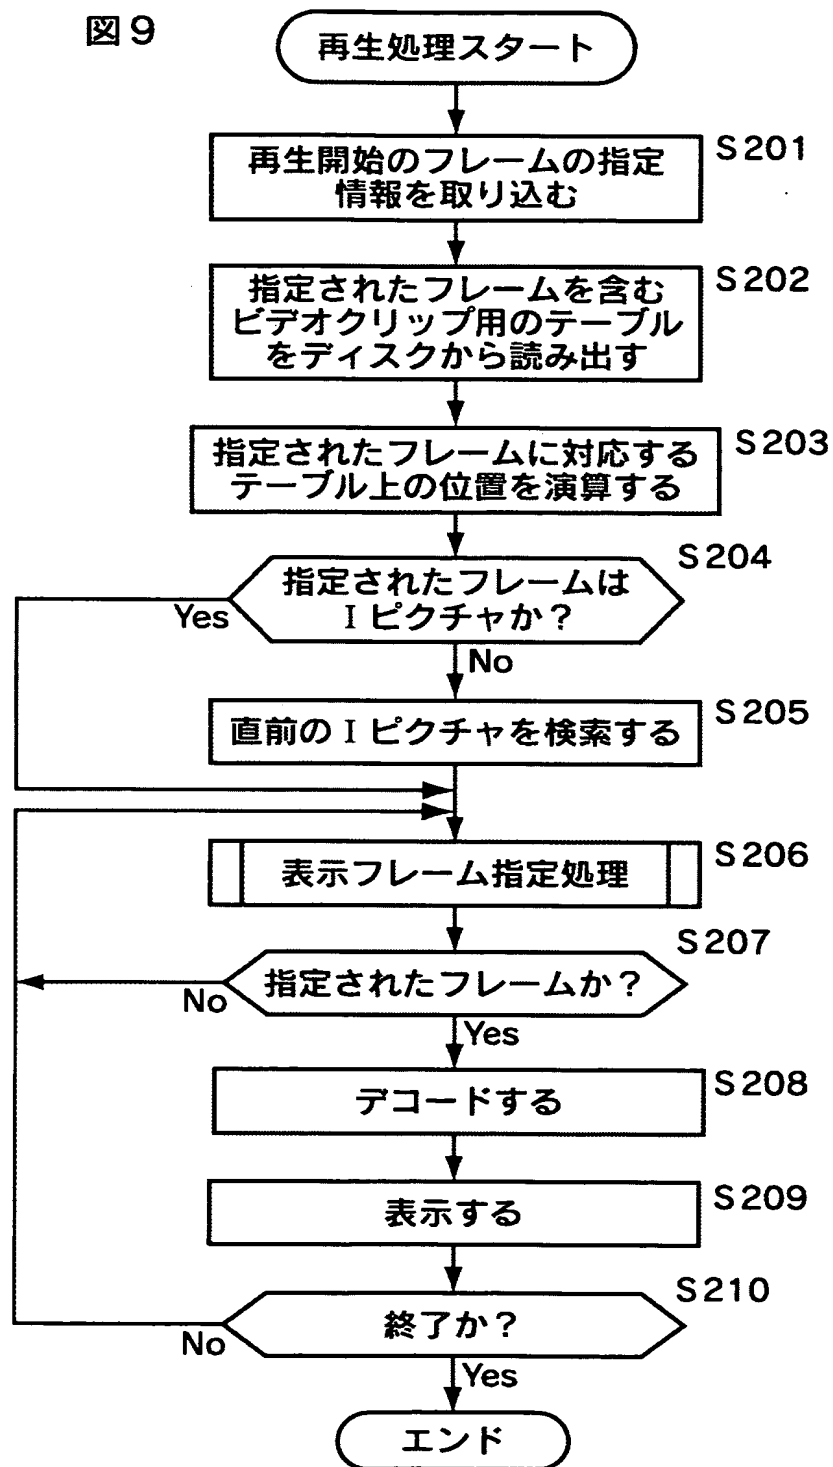 図9
再生処理スタート
S201
再生開始のフレームの指定
情報を取り込む
S202
指定されたフレームを含む
ビデオクリップ用のテーブル
をディスクから読み出す
S203
指定されたフレームに対応する
テーブル上の位置を演算する
S204
指定されたフレームは
Iピクチャか？
Yes
No
S205
直前のIピクチャを検索する
S206
表示フレーム指定処理
S207
指定されたフレームか？
No
Yes
S208
デコードする
S209
表示する
S210
終了か？
No
Yes
エンド